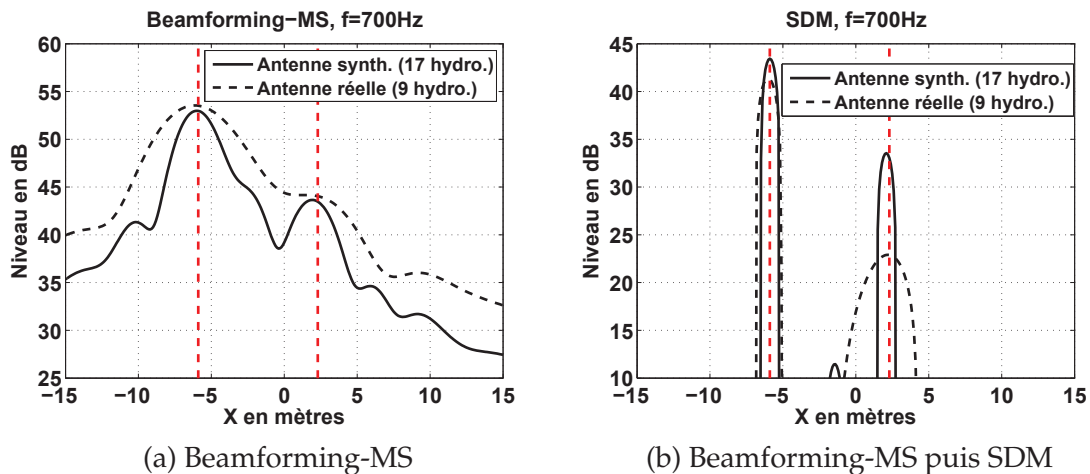 Beamforming−MS, f=700Hz
60
55
50
45
40
35
30
25
Niveau en dB
Antenne synth. (17 hydro.)
Antenne réelle (9 hydro.)
−15 −10 −5 0 5 10 15
X en mètres
(a) Beamforming-MS
SDM, f=700Hz
45
40
35
30
25
20
15
10
Niveau en dB
Antenne synth. (17 hydro.)
Antenne réelle (9 hydro.)
−15 −10 −5 0 5 10 15
X en mètres
(b) Beamforming-MS puis SDM